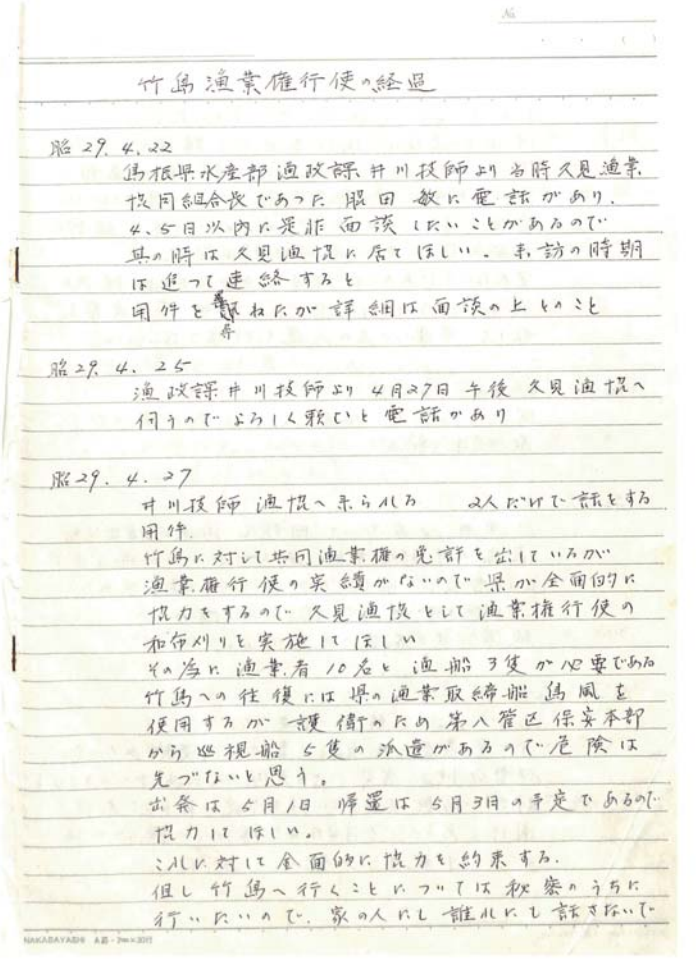 No.
竹島漁業権行使の経過
昭29.4.22
島根県水産部漁政課井川技師より当時久見漁業
協同組合長であった 脇田 敏に電話があり.
4、5日以内に是非面談したいことがあるので
其の時は久見漁協に居てほしい。来訪の時期
は追って連絡すると
用件を尋ねたが詳細は面談の上とのこと
昭29.4.25
漁政課井川技師より4月27日午後 久見漁協へ
伺うのでよろしく頼むと電話があり
昭29.4.27
井川技師 漁協へ来られる 2人だけで話をする
用件.
竹島に対して共同漁業権の免許を出しているが
漁業権行使の実績がないので県が全面的に
協力をするので久見漁協として漁業権行使の
和布刈りを実施してほしい
その為に漁業者10名と漁船3隻が必要である
竹島への往復には県の漁業取締船 島風を
使用するが 護衛のため第八管区保安本部
から巡視船5隻の派遣があるので危険は
先づないと思う。
出発は5月1日 帰還は5月3日の予定であるので
協力してほしい。
これに対して全面的に協力を約束する.
但し竹島へ行くことについては秘密のうちに
行いたいので、家の人にも誰れにも話さないで
NAKABAYASHI A罫・7mm×30行